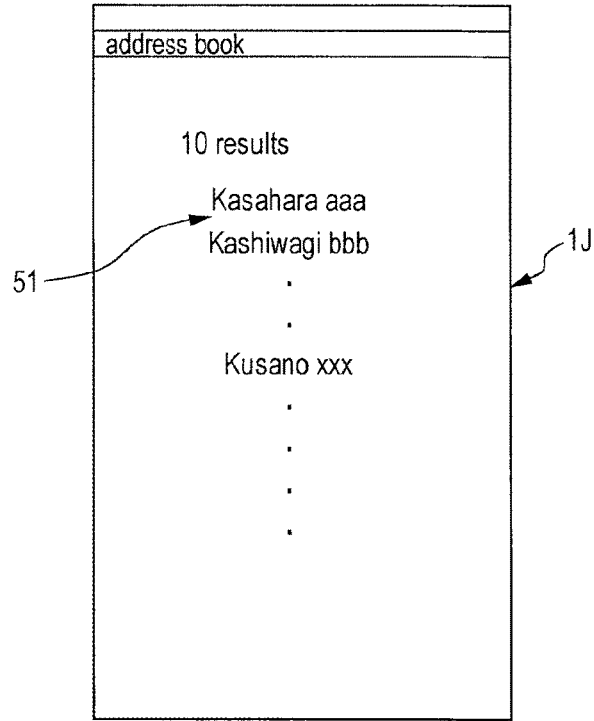 address book
10 results
Kasahara aaa
Kashiwagi bbb
51
1J
Kusano xxx